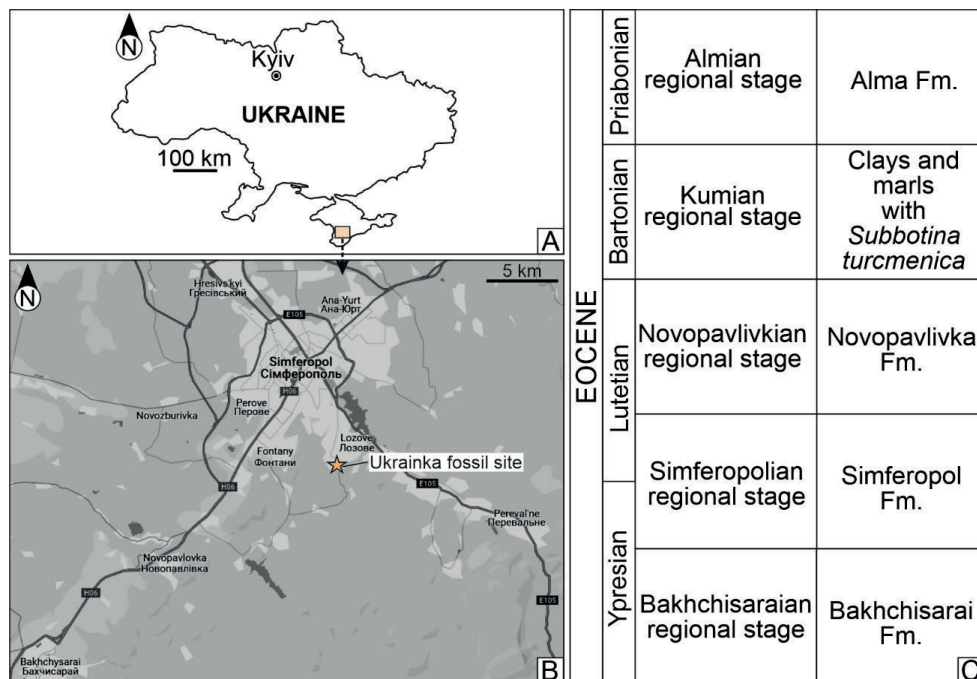 N
Kyiv
UKRAINE
100 km
A
N
5 km
Hresivs'kyi
Гресівський
Ana-Yurt
Ана-Юрт
E105
Simferopol
Сімферополь
H06
Perove
Перове
Novozburivka
Lozove
Лозове
Fontany
Фонтани
Ukrainka fossil site
H06
E105
Pereval'ne
Перевальне
Novopavlovka
Новопавлівка
H06
E105
Bakhchysarai
Бахчисарай
B
EOCENE
Priabonian
Almian
regional stage
Alma Fm.
Bartonian
Kumian
regional stage
Clays and
marls
with
Subbotina
turcmenica
Lutetian
Novopavlivkian
regional stage
Novopavlivka
Fm.
Simferopolian
regional stage
Simferopol
Fm.
Ypresian
Bakhchisaraian
regional stage
Bakhchisarai
Fm.
C